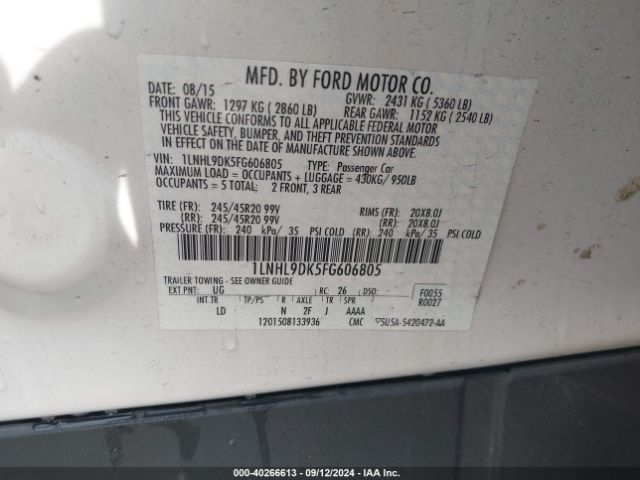 MFD. BY FORD MOTOR CO.
DATE: 08/15 GVWR: 2431 KG ( 5360 LB)
FRONT GAWR: 1297 KG ( 2860 LB) REAR GAWR: 1152 KG ( 2540 LB)
THIS VEHICLE CONFORMS TO ALL APPLICABLE FEDERAL MOTOR
VEHICLE SAFETY, BUMPER, AND THEFT PREVENTION STANDARDS
IN EFFECT ON THE DATE OF MANUFACTURE SHOWN ABOVE.
VIN: 1LNHL9DK5FG606805 TYPE: Passenger Car
MAXIMUM LOAD = OCCUPANTS + LUGGAGE = 430KG/ 950LB
OCCUPANTS = 5 TOTAL; 2 FRONT, 3 REAR
TIRE (FR): 245/45R20 99V RIMS (FR): 20X8.0J
(RR): 245/45R20 99V (RR): 20X8.0J
PRESSURE (FR): 240 kPa/ 35 PSI COLD (RR): 240 kPa/ 35 PSI COLD
1LNHL9DK5FG606805
TRAILER TOWING - SEE OWNER GUIDE
EXT PNT: UG RC: 26 DSO: F0055
INT TR TP/PS R AXLE TR SPR R0027
LD N 2F J AAAA
1201508133936 CMC ▽5U5A-5420472-AA
000-40266613 - 09/12/2024 - IAA Inc.